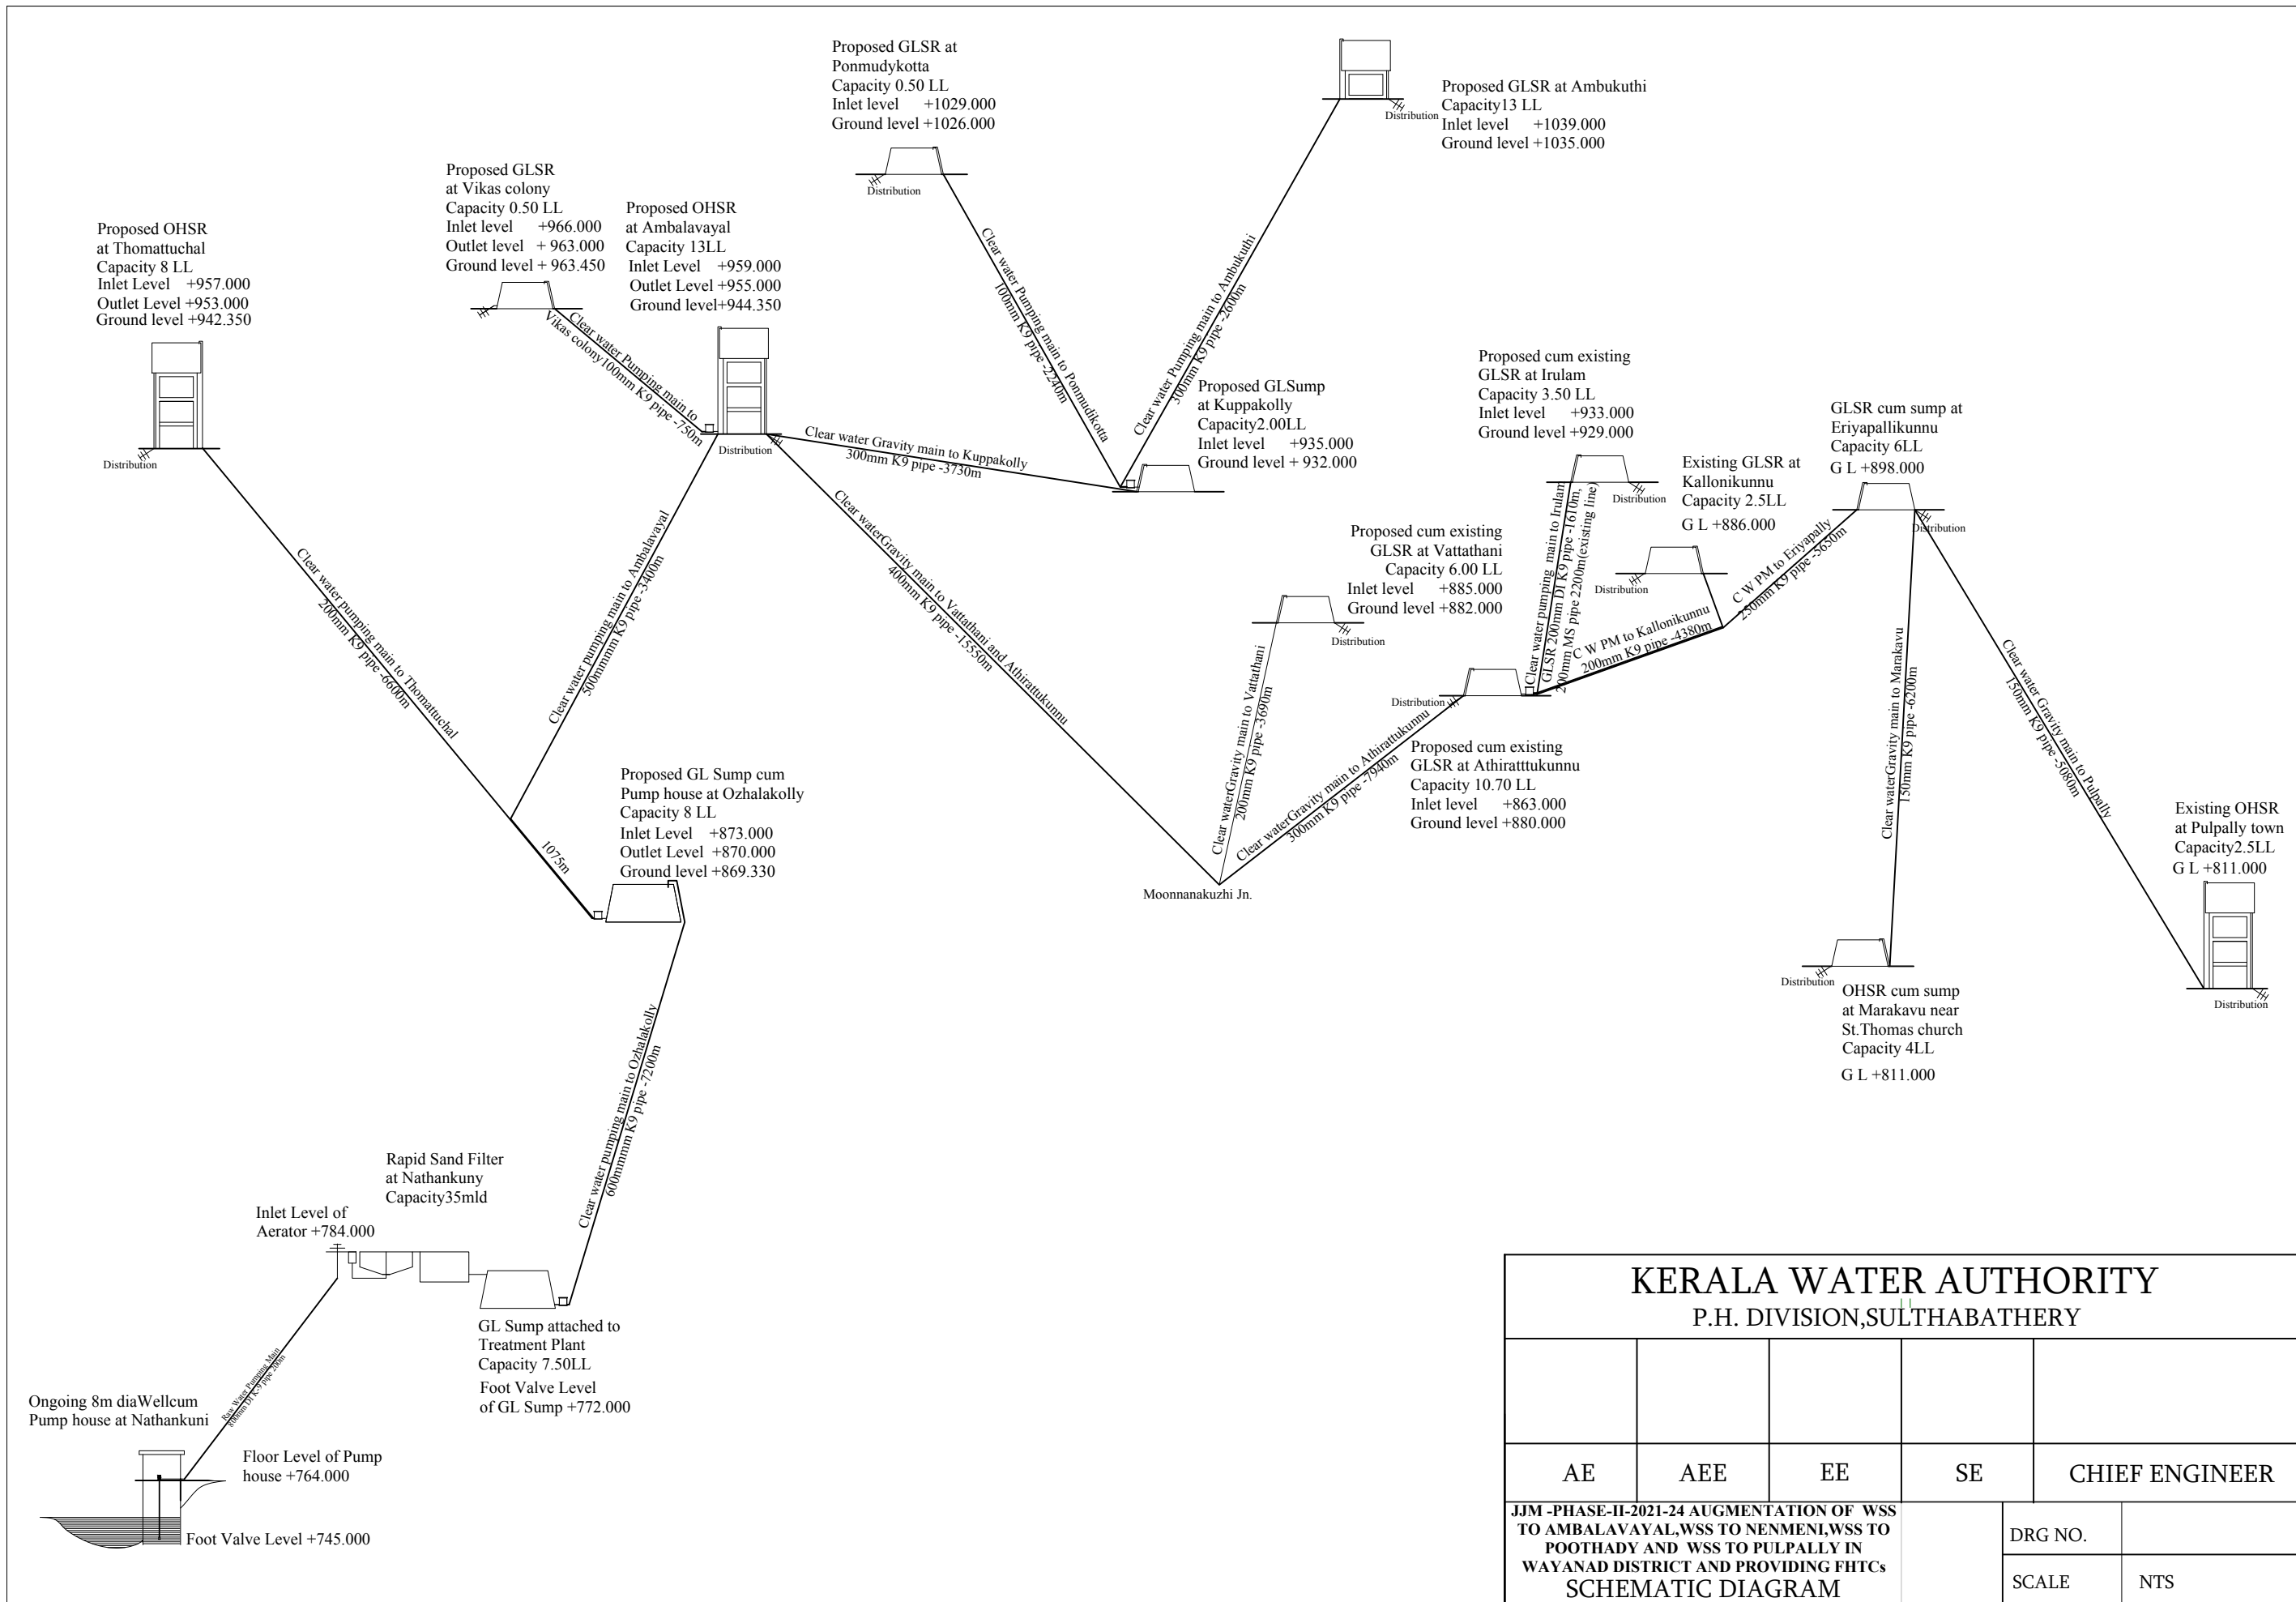 Proposed GLSR at
Ponmudykotta
Capacity 0.50 LL
Inlet level +1029.000
Ground level +1026.000
Distribution
Proposed GLSR at Ambukuthi
Capacity13 LL
Inlet level +1039.000
Ground level +1035.000
Distribution
Proposed GLSR
at Vikas colony
Capacity 0.50 LL
Inlet level +966.000
Outlet level + 963.000
Ground level + 963.450
Proposed OHSR
at Ambalavayal
Capacity 13LL
Inlet Level +959.000
Outlet Level +955.000
Ground level+944.350
Distribution
Proposed OHSR
at Thomattuchal
Capacity 8 LL
Inlet Level +957.000
Outlet Level +953.000
Ground level +942.350
Distribution
Clear water Pumping main to
Vikas colony100mm K9 pipe -750m
Clear water Pumping main to Ponmudikotta
100mm K9 pipe -2240m
Clear water Pumping main to Ambukuthi
300mm K9 pipe -2600m
Clear water Gravity main to Kuppakolly
300mm K9 pipe -3730m
Proposed GLSump
at Kuppakolly
Capacity2.00LL
Inlet level +935.000
Ground level + 932.000
Proposed cum existing
GLSR at Irulam
Capacity 3.50 LL
Inlet level +933.000
Ground level +929.000
Distribution
Existing GLSR at
Kallonikunnu
Capacity 2.5LL
G L +886.000
Distribution
GLSR cum sump at
Eriyapallikunnu
Capacity 6LL
G L +898.000
Distribution
Proposed cum existing
GLSR at Vattathani
Capacity 6.00 LL
Inlet level +885.000
Ground level +882.000
Distribution
Clear water pumping main to Irulam
GLSR 200mm DI K9 pipe -1610m,
200mm MS pipe 2200m(existing line)
C W PM to Kallonikunnu
200mm K9 pipe -4380m
C W PM to Eriyapally
250mm K9 pipe -5650m
Clear water pumping main to Thomattuchal
200mm K9 pipe -6600m
Clear water pumping main to Ambalavayal
500mmmm K9 pipe -3400m
Clear waterGravity main to Vattathani and Athirattukunnu
400mm K9 pipe -15550m
Clear waterGravity main to Vattathani
200mm K9 pipe -3690m
Clear waterGravity main to Athirattukunnu
300mm K9 pipe -7940m
Distribution
Proposed cum existing
GLSR at Athiratttukunnu
Capacity 10.70 LL
Inlet level +863.000
Ground level +880.000
Moonnanakuzhi Jn.
Clear waterGravity main to Marakavu
150mm K9 pipe -6200m
Clear water Gravity main to Pulpally
150mm K9 pipe -5080m
Existing OHSR
at Pulpally town
Capacity2.5LL
G L +811.000
Distribution
Distribution
OHSR cum sump
at Marakavu near
St.Thomas church
Capacity 4LL
G L +811.000
Proposed GL Sump cum
Pump house at Ozhalakolly
Capacity 8 LL
Inlet Level +873.000
Outlet Level +870.000
Ground level +869.330
1075m
Clear water pumping main to Ozhalakolly
600mmmm K9 pipe -7200m
Rapid Sand Filter
at Nathankuny
Capacity35mld
Inlet Level of
Aerator +784.000
GL Sump attached to
Treatment Plant
Capacity 7.50LL
Foot Valve Level
of GL Sump +772.000
Raw Water Pumping Main
800mm DI K-9 pipe 200m
Ongoing 8m diaWellcum
Pump house at Nathankuni
Floor Level of Pump
house +764.000
Foot Valve Level +745.000
KERALA WATER AUTHORITY
P.H. DIVISION,SULTHABATHERY
AE AEE EE SE CHIEF ENGINEER
JJM -PHASE-II-2021-24 AUGMENTATION OF WSS
TO AMBALAVAYAL,WSS TO NENMENI,WSS TO
POOTHADY AND WSS TO PULPALLY IN
WAYANAD DISTRICT AND PROVIDING FHTCs
SCHEMATIC DIAGRAM
DRG NO.
SCALE NTS